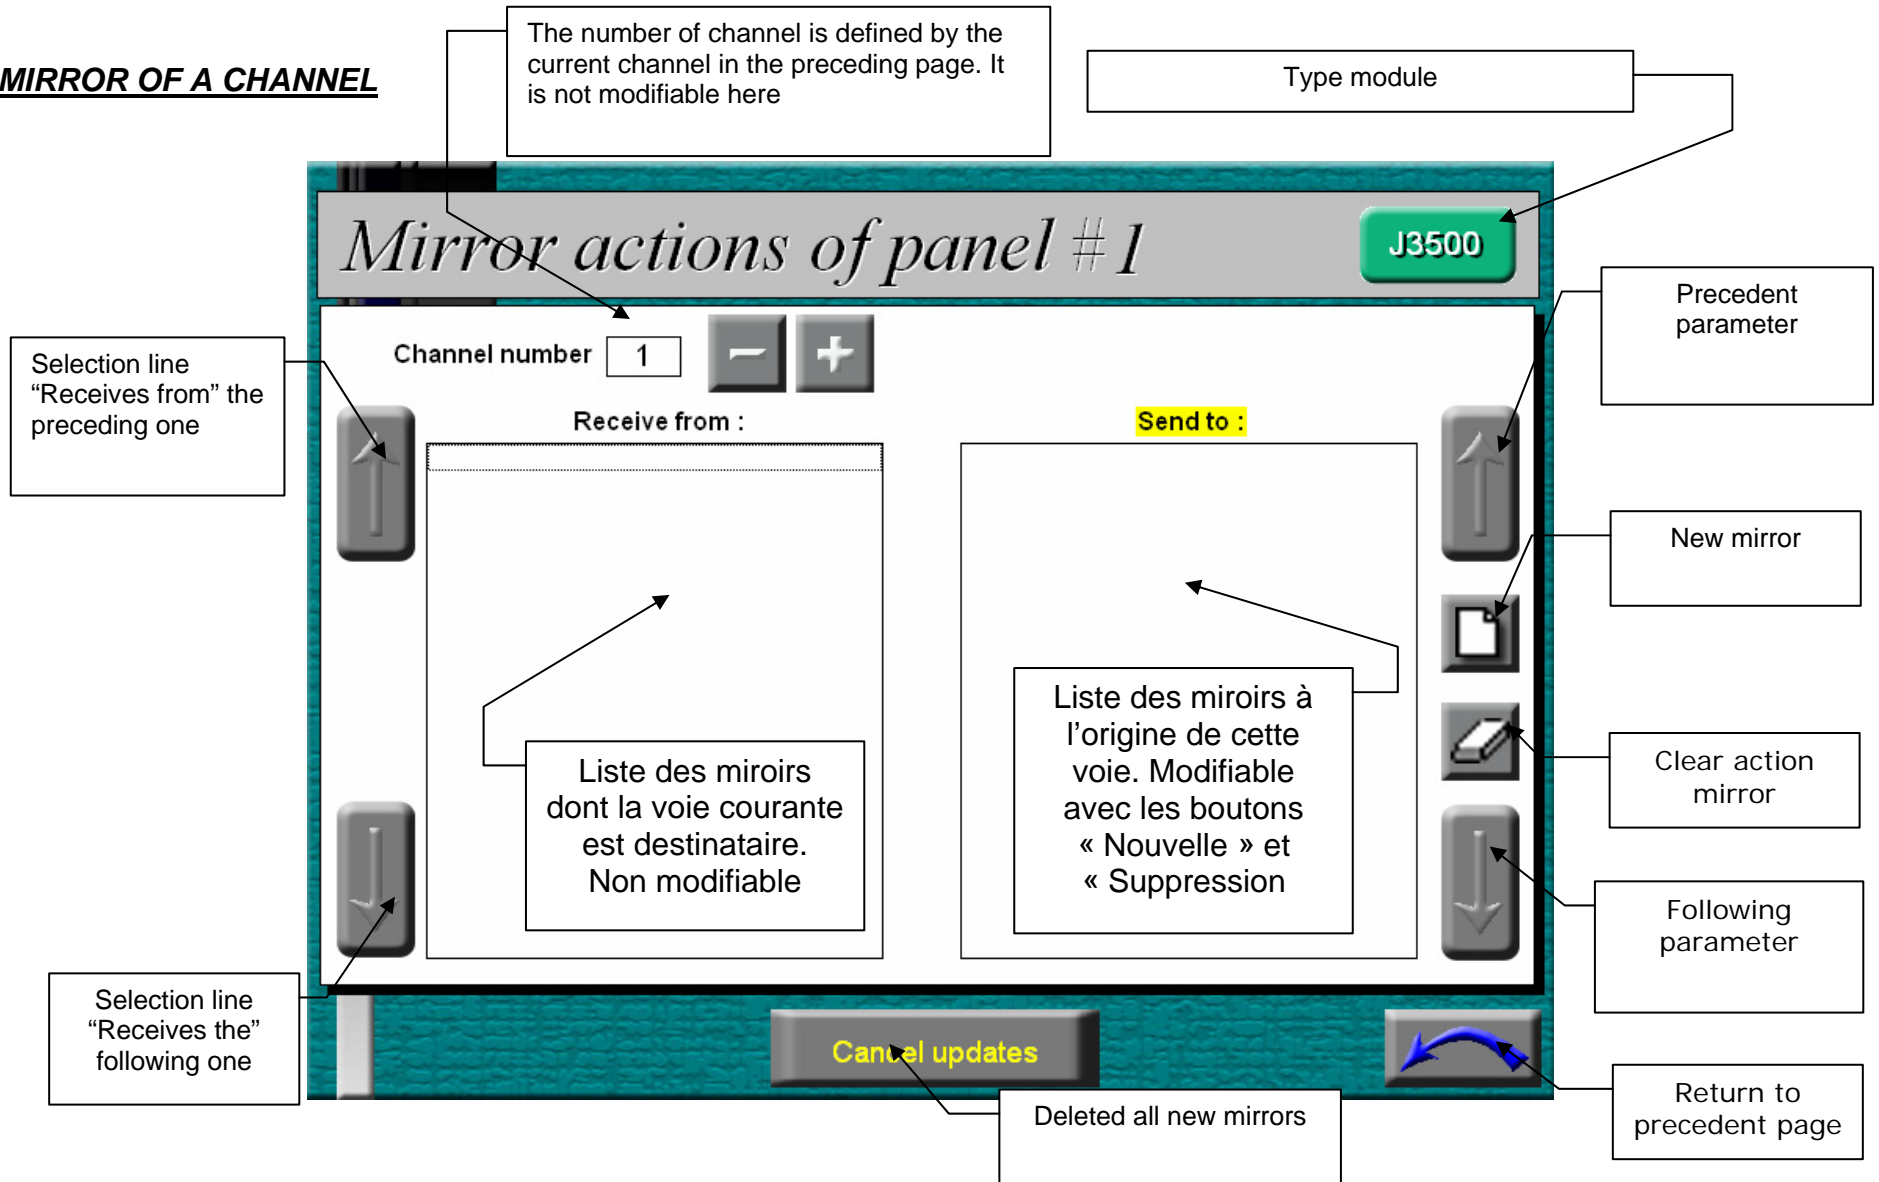 MIRROR OF A CHANNEL
The number of channel is defined by the
current channel in the preceding page. It
is not modifiable here
Type module
Mirror actions of panel #1
J3500
Precedent
parameter
Selection line
“Receives from” the
preceding one
Channel number 1 - +
Receive from :
Send to :
New mirror
Liste des miroirs
dont la voie courante
est destinataire.
Non modifiable
Liste des miroirs à
l’origine de cette
voie. Modifiable
avec les boutons
« Nouvelle » et
« Suppression
Clear action
mirror
Following
parameter
Selection line
“Receives the”
following one
Cancel updates
Deleted all new mirrors
Return to
precedent page